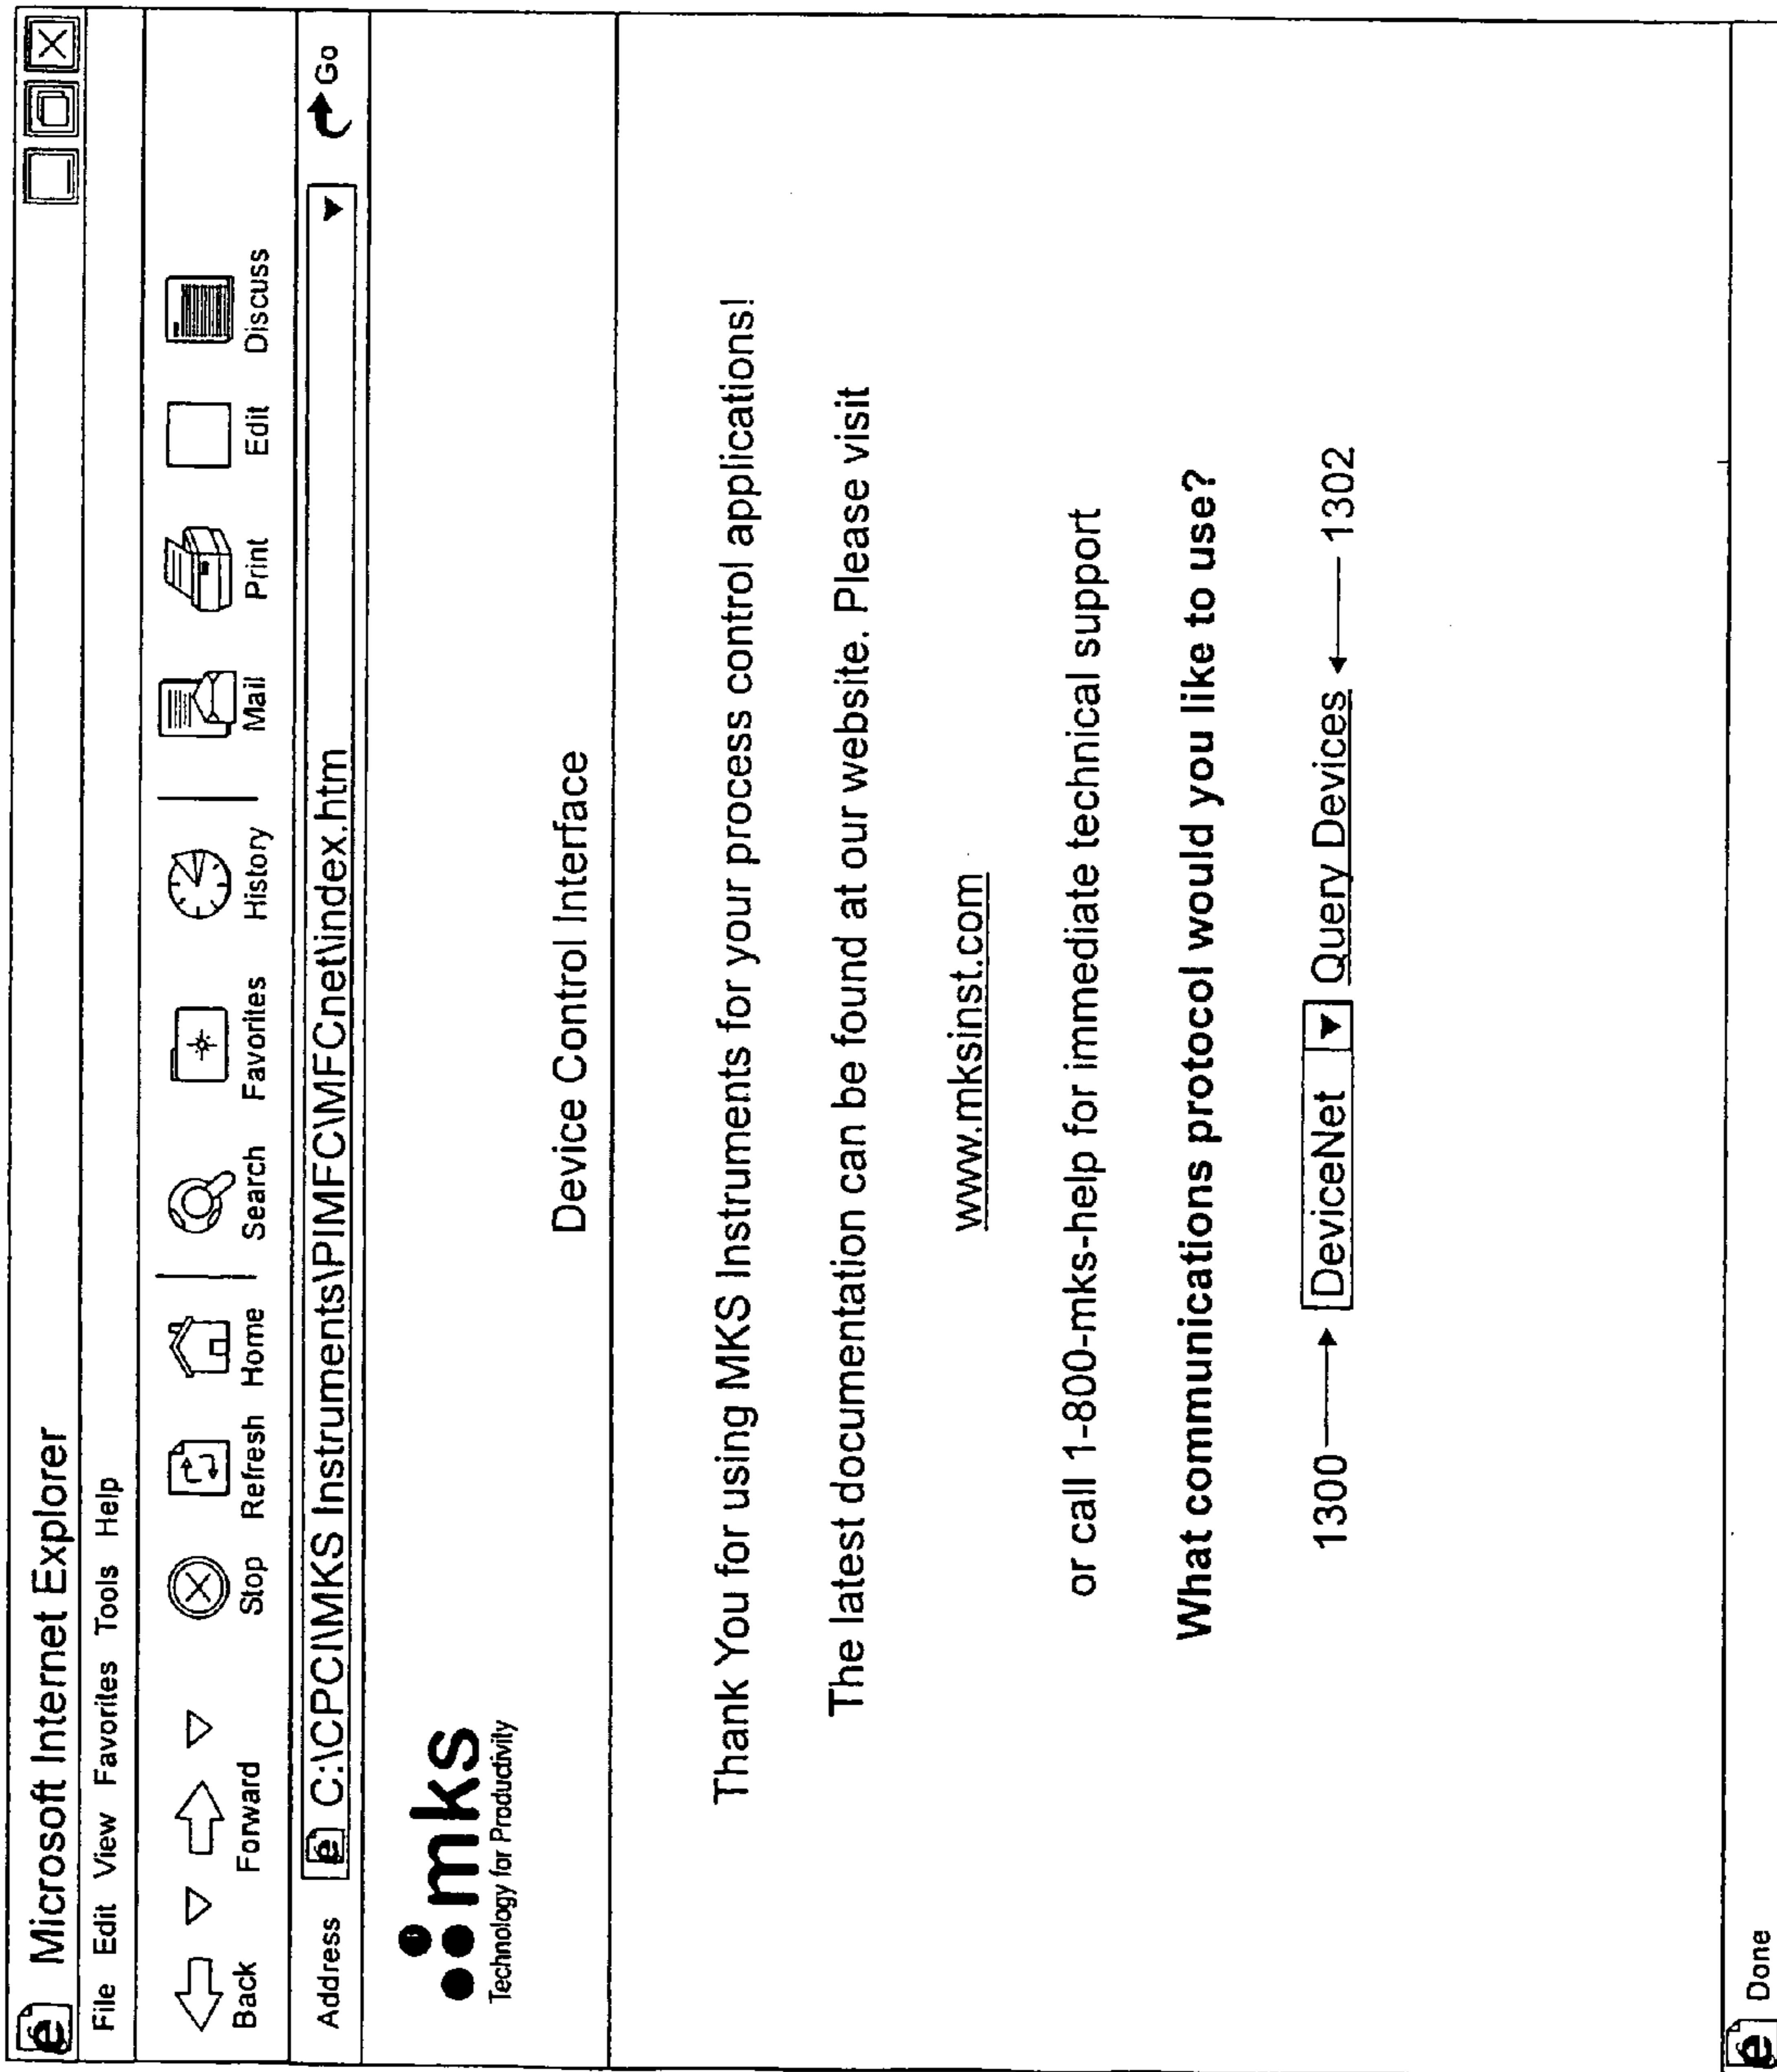 Microsoft Internet Explorer
File Edit View Favorites Tools Help
Back Forward Stop Refresh Home Search Favorites History Mail Print Edit Discuss
Address C:\CPCI\MKS Instruments\PIMFC\MFCnet\index.htm Go
mks
Technology for Productivity
Device Control Interface
Thank You for using MKS Instruments for your process control applications!
The latest documentation can be found at our website. Please visit
www.mksinst.com
or call 1-800-mks-help for immediate technical support
What communications protocol would you like to use?
1300 DeviceNet Query Devices 1302
Done